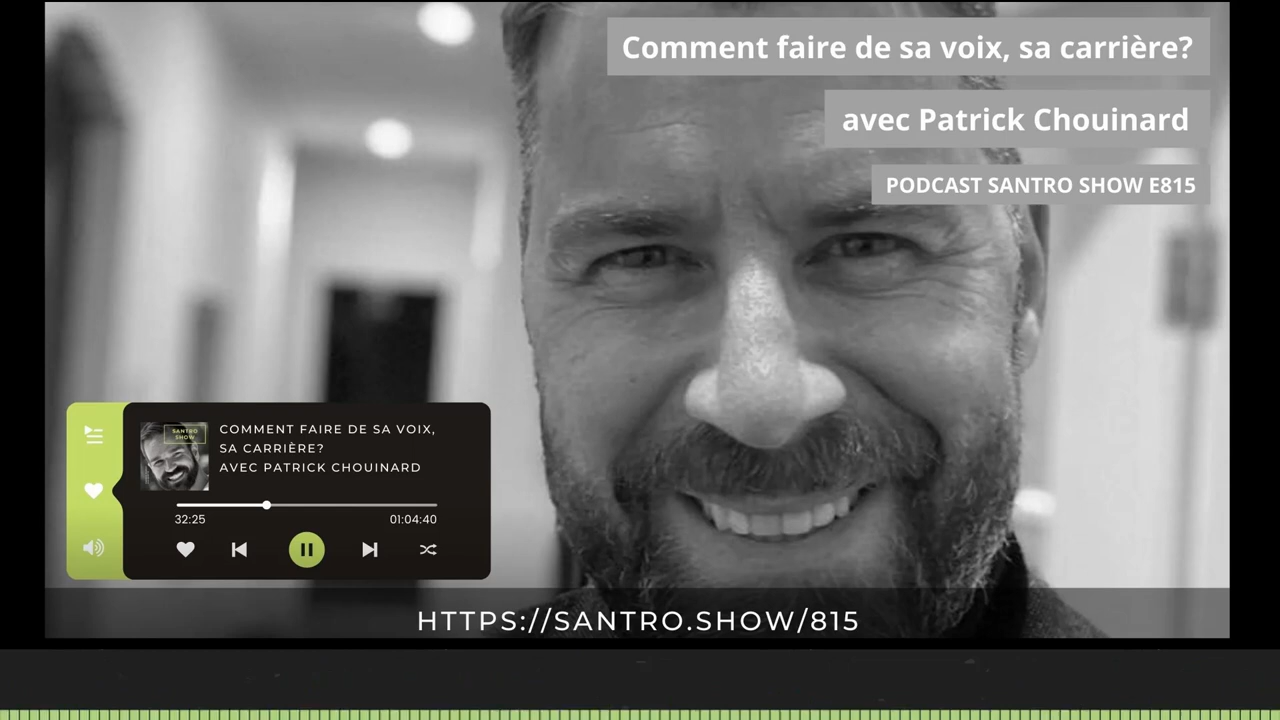 Comment faire de sa voix, sa carrière?
avec Patrick Chouinard
PODCAST SANTRO SHOW E815
SANTRO
SHOW
COMMENT FAIRE DE SA VOIX,
SA CARRIÈRE?
AVEC PATRICK CHOUINARD
32:25
01:04:40
HTTPS://SANTRO.SHOW/815